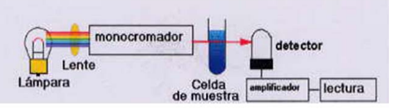 monocromador
detector
Lente
Lámpara
Celda
de muestra
amplificador
lectura